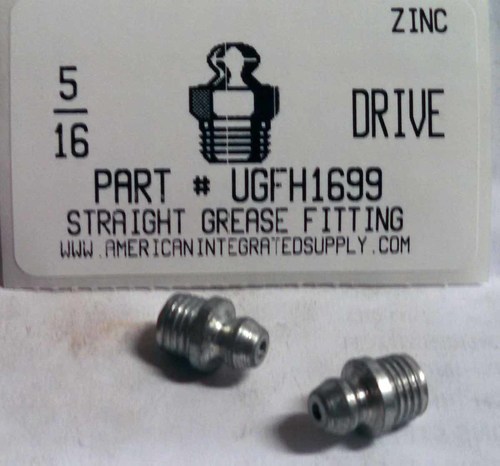 ZINC
5
16
DRIVE
PART # UGFH1699
STRAIGHT GREASE FITTING
WWW.AMERICANINTEGRATEDSUPPLY.COM